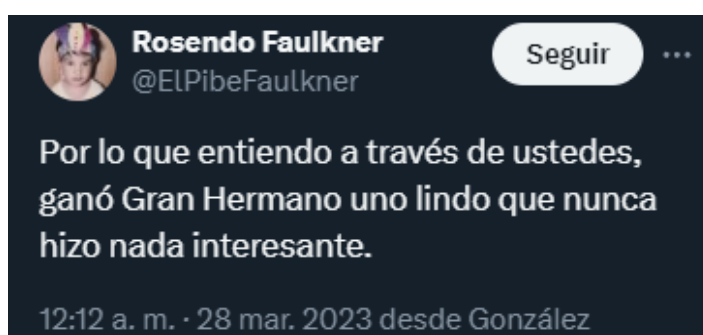 Rosendo Faulkner
@ElPibeFaulkner
Seguir
Por lo que entiendo a través de ustedes,
ganó Gran Hermano uno lindo que nunca
hizo nada interesante.
12:12 a. m. · 28 mar. 2023 desde González